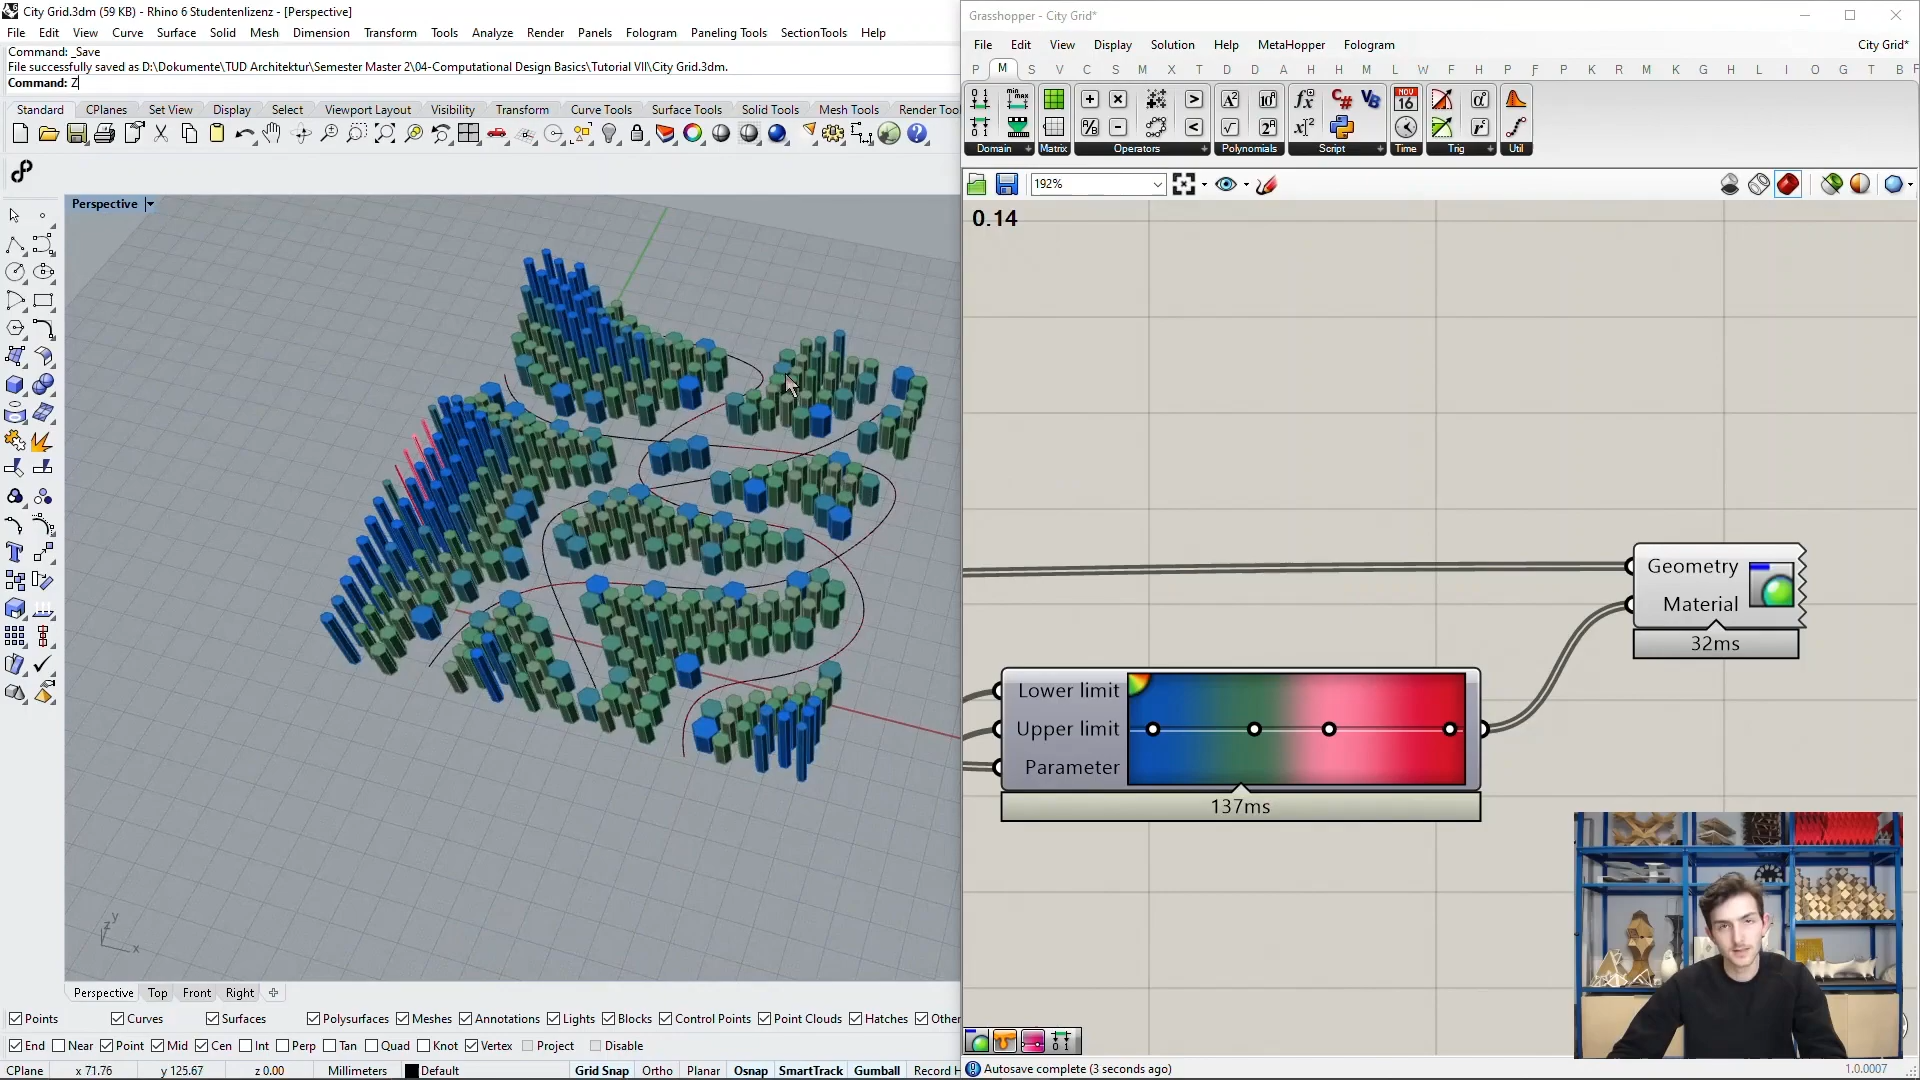 City Grid.3dm (59 KB) - Rhino 6 Studentenlizenz - [Perspective]
File Edit View Curve Surface Solid Mesh Dimension Transform Tools Analyze Render Panels Fologram Paneling Tools SectionTools Help
Command: _Save
File successfully saved as D:\Dokumente\TUD Architektur\Semester Master 2\04-Computational Design Basics\Tutorial VII\City Grid.3dm.
Command: Z
Standard CPlanes Set View Display Select Viewport Layout Visibility Transform Curve Tools Surface Tools Solid Tools Mesh Tools Render Too
Perspective
z y x
Perspective Top Front Right
Points Curves Surfaces Polysurfaces Meshes Annotations Lights Blocks Control Points Point Clouds Hatches Other
End Near Point Mid Cen Int Perp Tan Quad Knot Vertex Project Disable
CPlane x 71.76 y 125.67 z 0.00 Millimeters Default Grid Snap Ortho Planar Osnap SmartTrack Gumball Record H
Grasshopper - City Grid*
File Edit View Display Solution Help MetaHopper Fologram City Grid*
P M S V C S M X T D D A H H M L W F H P F P K R M G H L I O G T B F
Domain Matrix Operators Polynomials Script Time Trig Util
192%
0.14
Geometry
Material
32ms
Lower limit
Upper limit
Parameter
137ms
Autosave complete (3 seconds ago)
1.0.0007